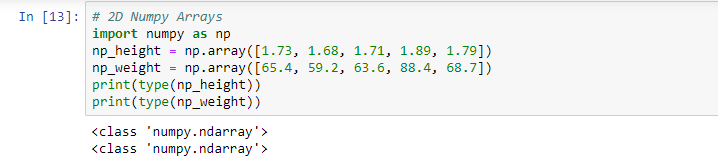 In [13]: # 2D Numpy Arrays
import numpy as np
np_height = np.array([1.73, 1.68, 1.71, 1.89, 1.79])
np_weight = np.array([65.4, 59.2, 63.6, 88.4, 68.7])
print(type(np_height))
print(type(np_weight))
<class 'numpy.ndarray'>
<class 'numpy.ndarray'>